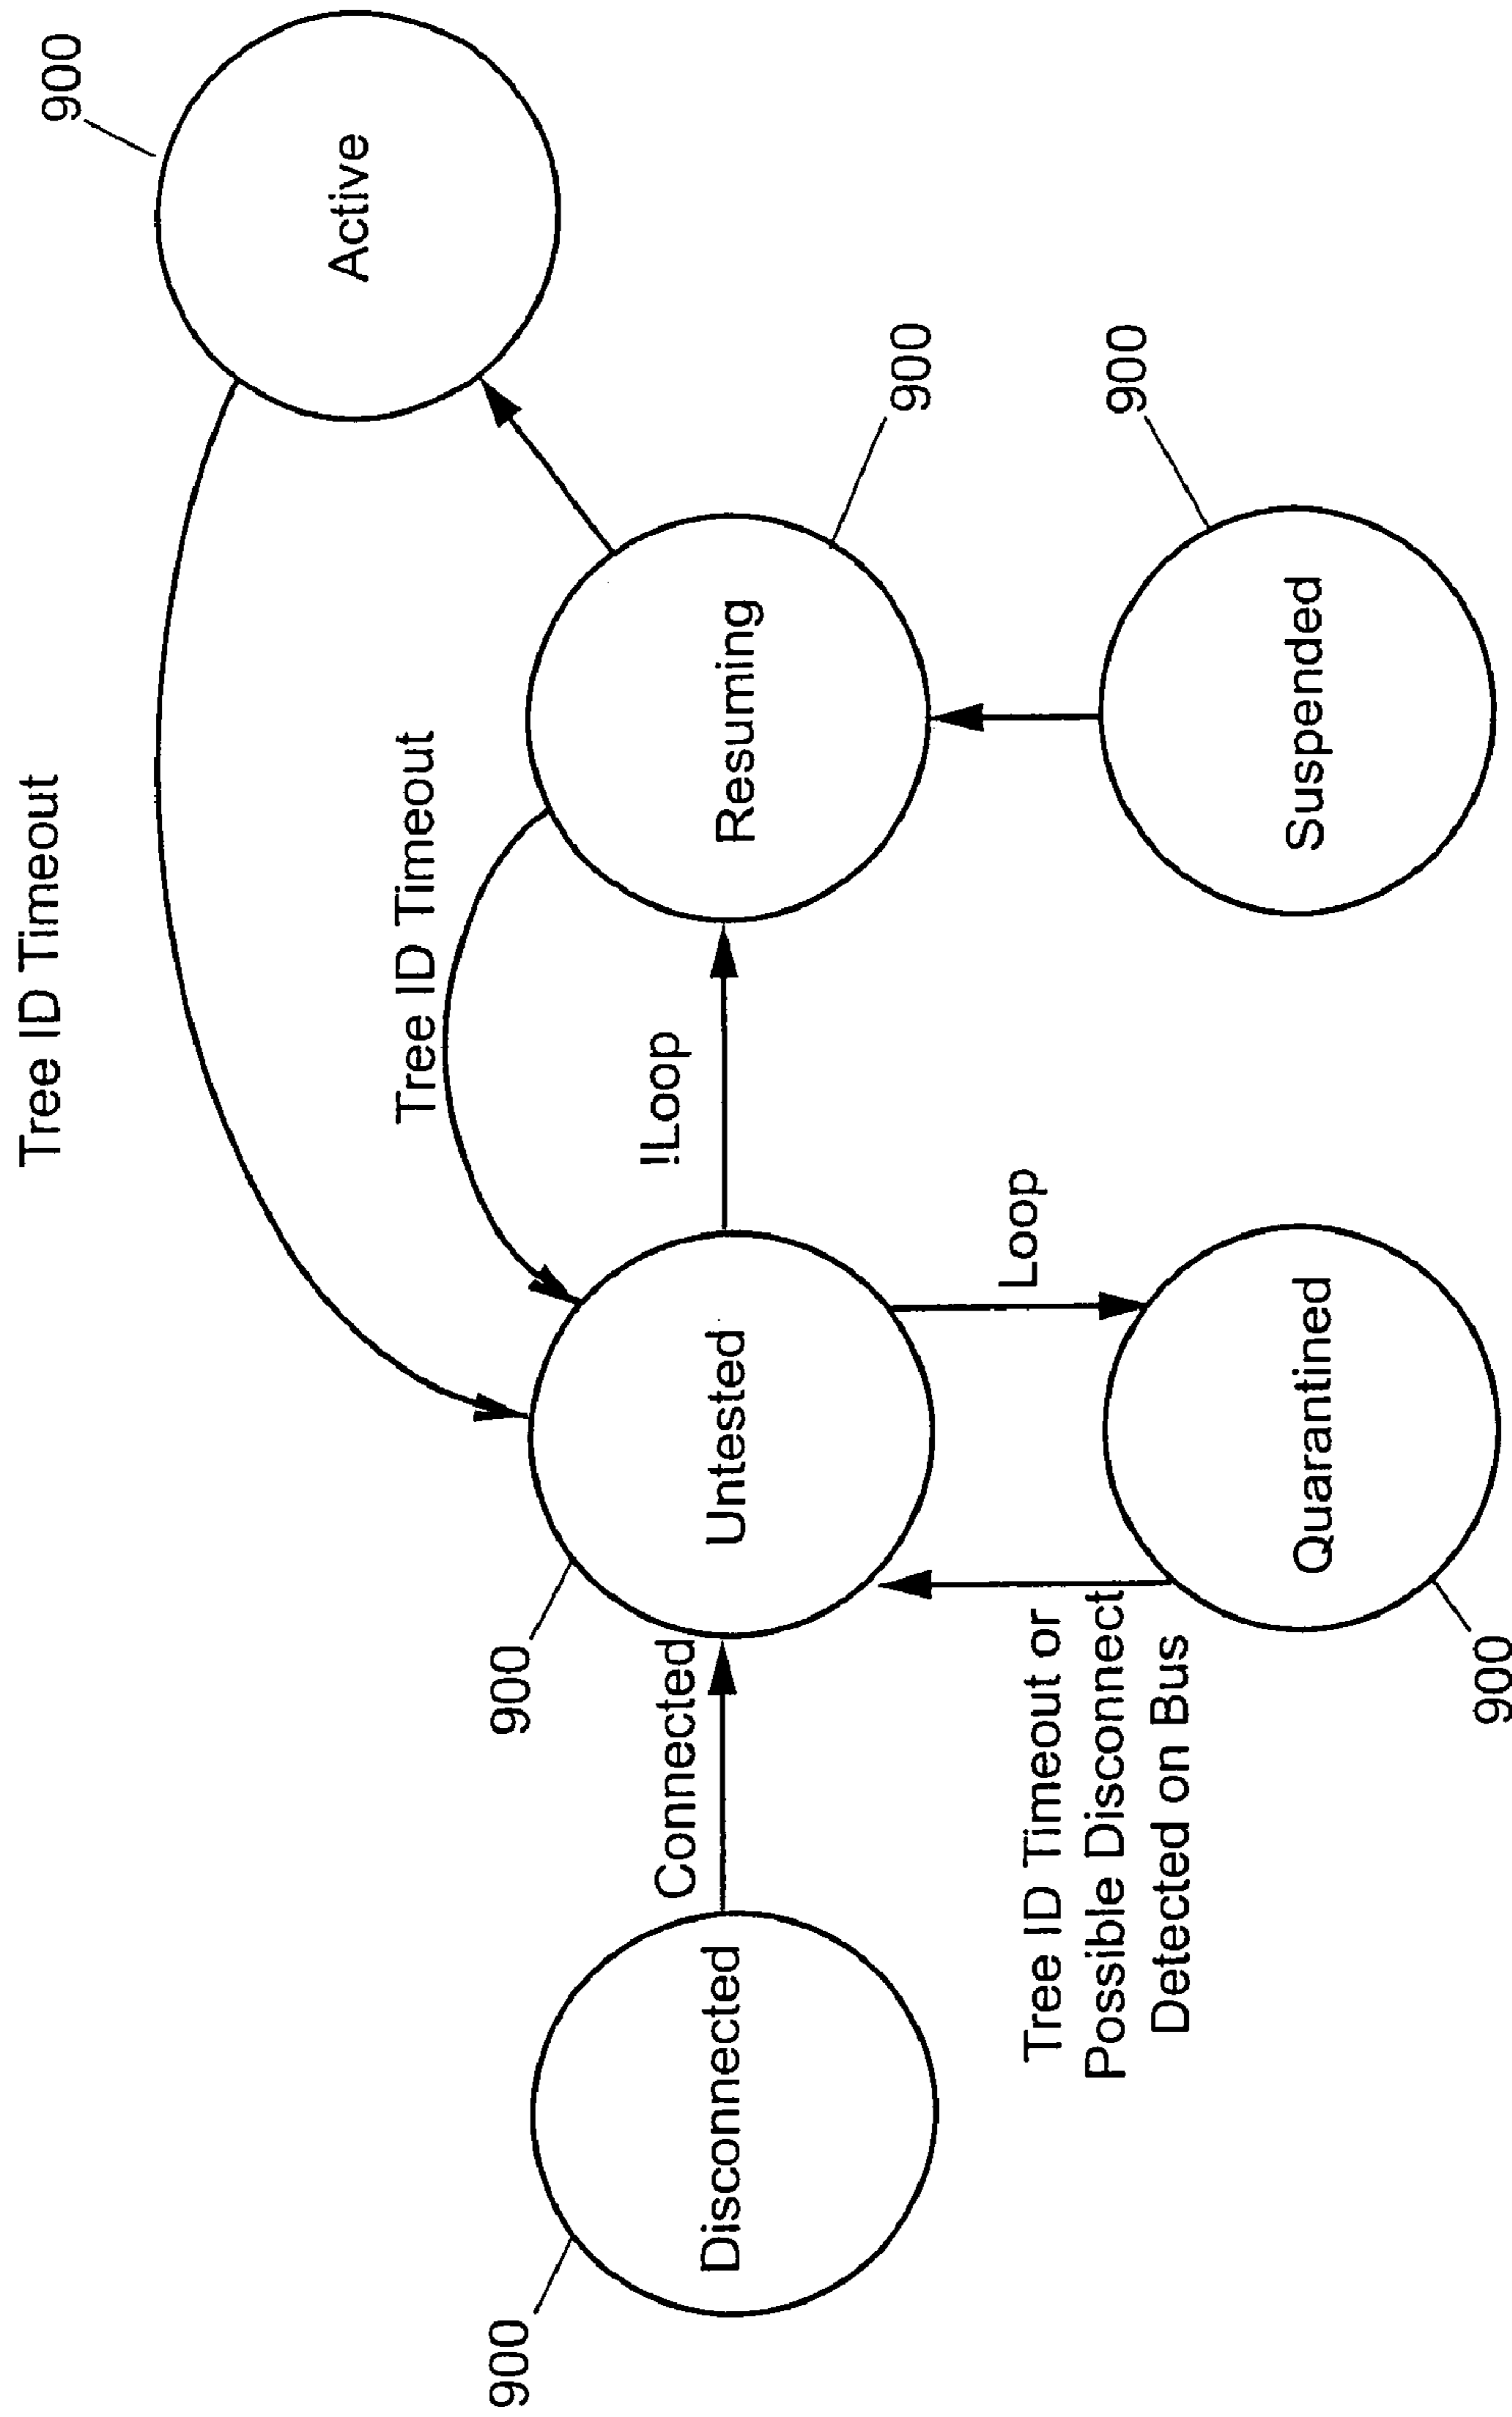 Tree ID Timeout
900
Active
Tree ID Timeout
900
Connected
900
Disconnected
Untested
!Loop
Resuming
900
Tree ID Timeout or
Possible Disconnect
Detected on Bus
Loop
900
Quarantined
900
Suspended
900